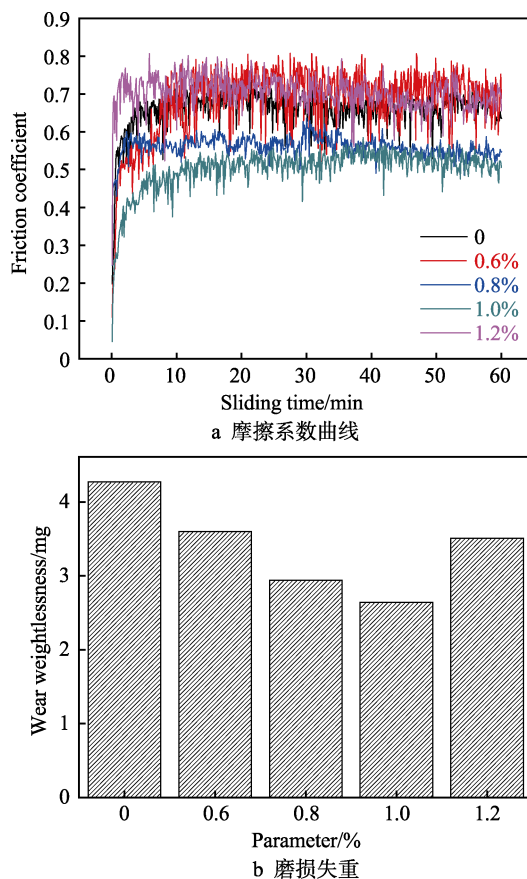 0.9
0.8
0.7
0.6
0.5
0.4
0.3
0.2
0.1
0
Friction coefficient
0
0.6%
0.8%
1.0%
1.2%
0 10 20 30 40 50 60
Sliding time/min
a 摩擦系数曲线
4
3
2
1
0
Wear weightlessness/mg
0 0.6 0.8 1.0 1.2
Parameter/%
b 磨损失重